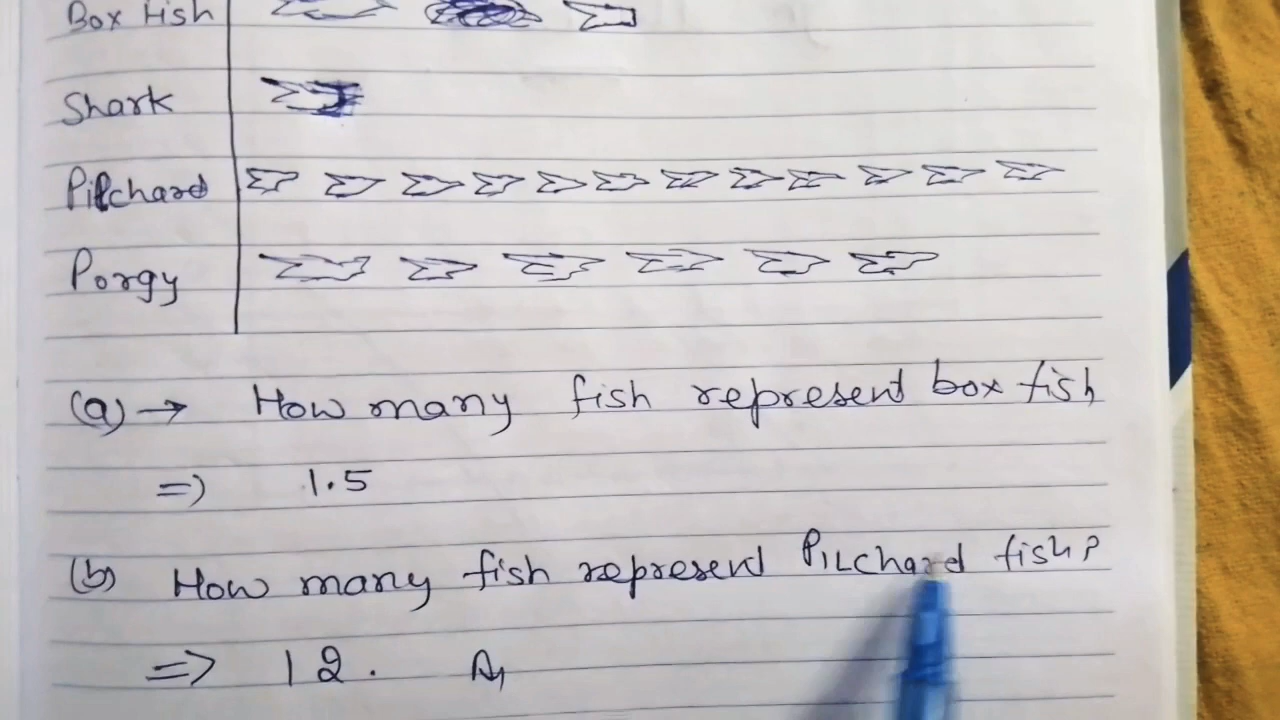 Box Fish
Shark
Pilchard
Porgy
(a) → How many fish represent box fish
=) 1.5
(b) How many fish represent PiLchard fish?
=> 12.